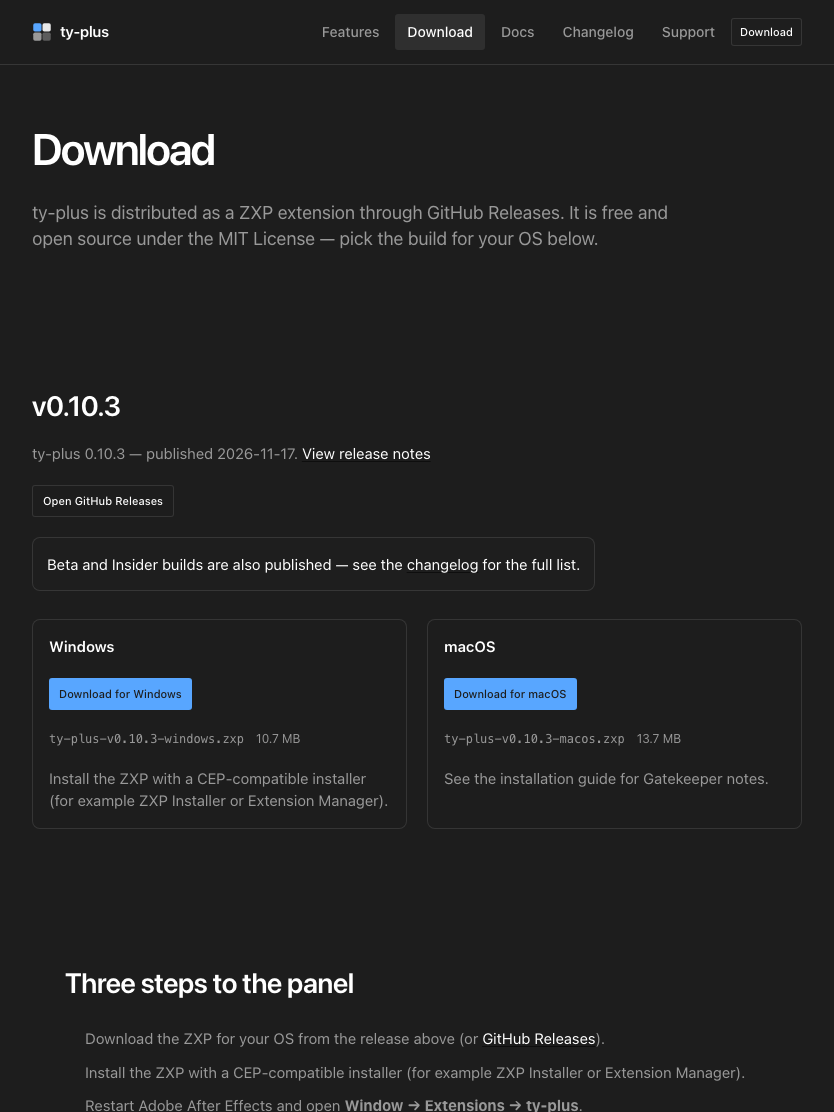 ty-plus
Features
Download
Docs
Changelog
Support
Download
Download
ty-plus is distributed as a ZXP extension through GitHub Releases. It is free and
open source under the MIT License — pick the build for your OS below.
v0.10.3
ty-plus 0.10.3 — published 2026-11-17. View release notes
Open GitHub Releases
Beta and Insider builds are also published — see the changelog for the full list.
Windows
Download for Windows
ty-plus-v0.10.3-windows.zxp 10.7 MB
Install the ZXP with a CEP-compatible installer
(for example ZXP Installer or Extension Manager).
macOS
Download for macOS
ty-plus-v0.10.3-macos.zxp 13.7 MB
See the installation guide for Gatekeeper notes.
Three steps to the panel
Download the ZXP for your OS from the release above (or GitHub Releases).
Install the ZXP with a CEP-compatible installer (for example ZXP Installer or Extension Manager).
Restart Adobe After Effects and open Window → Extensions → ty-plus.